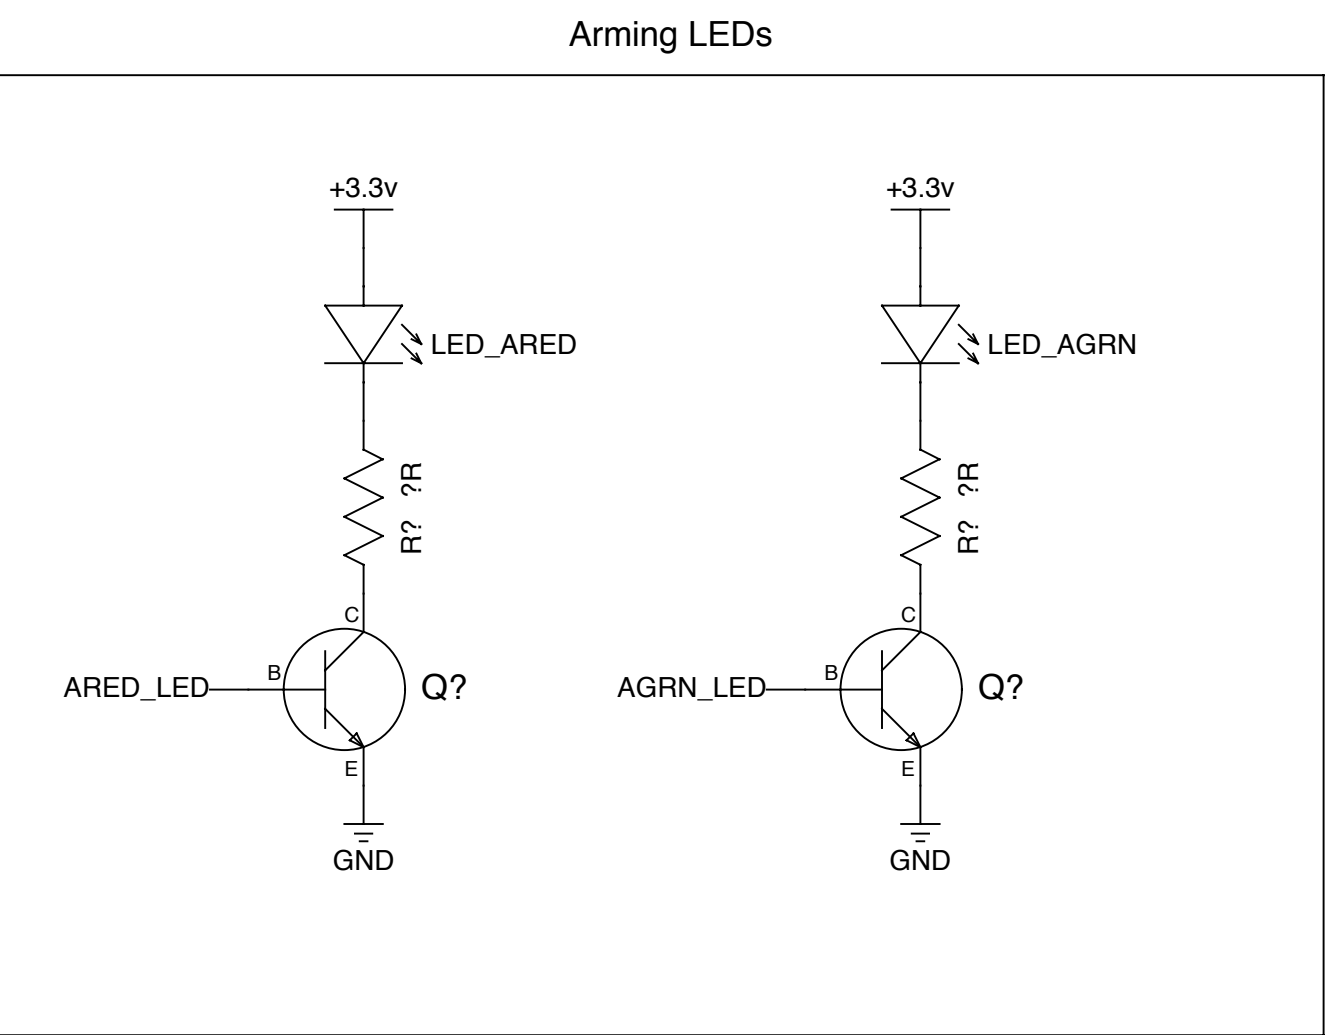 Arming LEDs
+3.3v
+3.3v
LED_ARED
LED_AGRN
R? ?R
R? ?R
C
C
B
B
ARED_LED
Q?
AGRN_LED
Q?
E
E
GND
GND